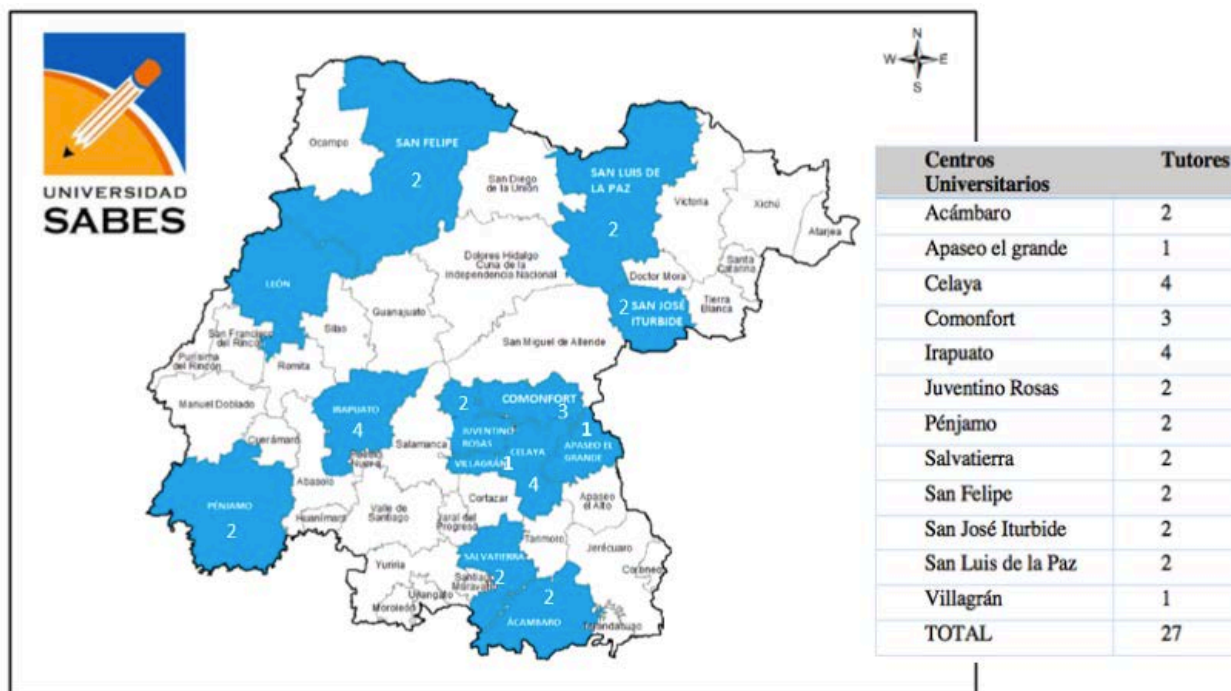 UNIVERSIDAD
SABES
N
W E
S
Ocampo
SAN FELIPE
2
San Diego
de la Unión
SAN LUIS DE
LA PAZ
2
Victoria
Xichú
Atarjea
Dolores Hidalgo
Cuna de la
Independencia Nacional
Doctor Mora
Santa
Catarina
2 SAN JOSÉ
ITURBIDE
Tierra
Blanca
LEÓN
Guanajuato
San Francisco
del Rincón
Silao
San Miguel de Allende
Purísima
del Rincón
Romita
Manuel Doblado
IRAPUATO
4
Cuerámaro
Salamanca
2
COMONFORT
3
JUVENTINO
ROSAS
1
APASEO EL
GRANDE
CELAYA
VILLAGRÁN
1
4
Pueblo
Nuevo
Abasolo
PÉNJAMO
2
Huanímaro
Valle de
Santiago
Cortazar
Jaral del
Progreso
Apaseo
el Alto
Tarimoro
Jerécuaro
Coroneo
SALVATIERRA
2
Yuriria
Santiago
Maravatío
Uriangato
Moroleón
2
ÁCAMBARO
Tarandacuao
Centros Tutores
Universitarios
Acámbaro 2
Apaseo el grande 1
Celaya 4
Comonfort 3
Irapuato 4
Juventino Rosas 2
Pénjamo 2
Salvatierra 2
San Felipe 2
San José Iturbide 2
San Luis de la Paz 2
Villagrán 1
TOTAL 27